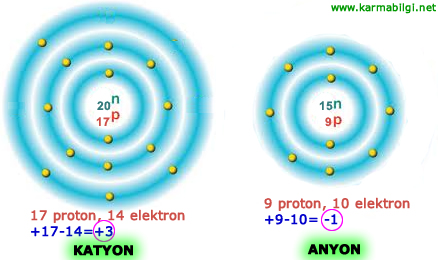 www.karmabilgi.net
20n
17p
15n
9p
17 proton, 14 elektron
+17-14=+3
KATYON
9 proton, 10 elektron
+9-10= -1
ANYON